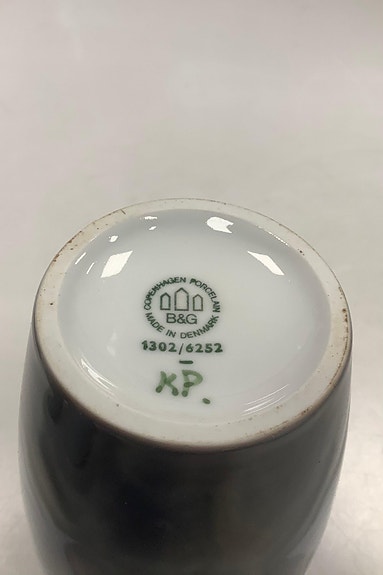 COPENHAGEN PORCELAIN
B&G
MADE IN DENMARK
1302/6252
KP.